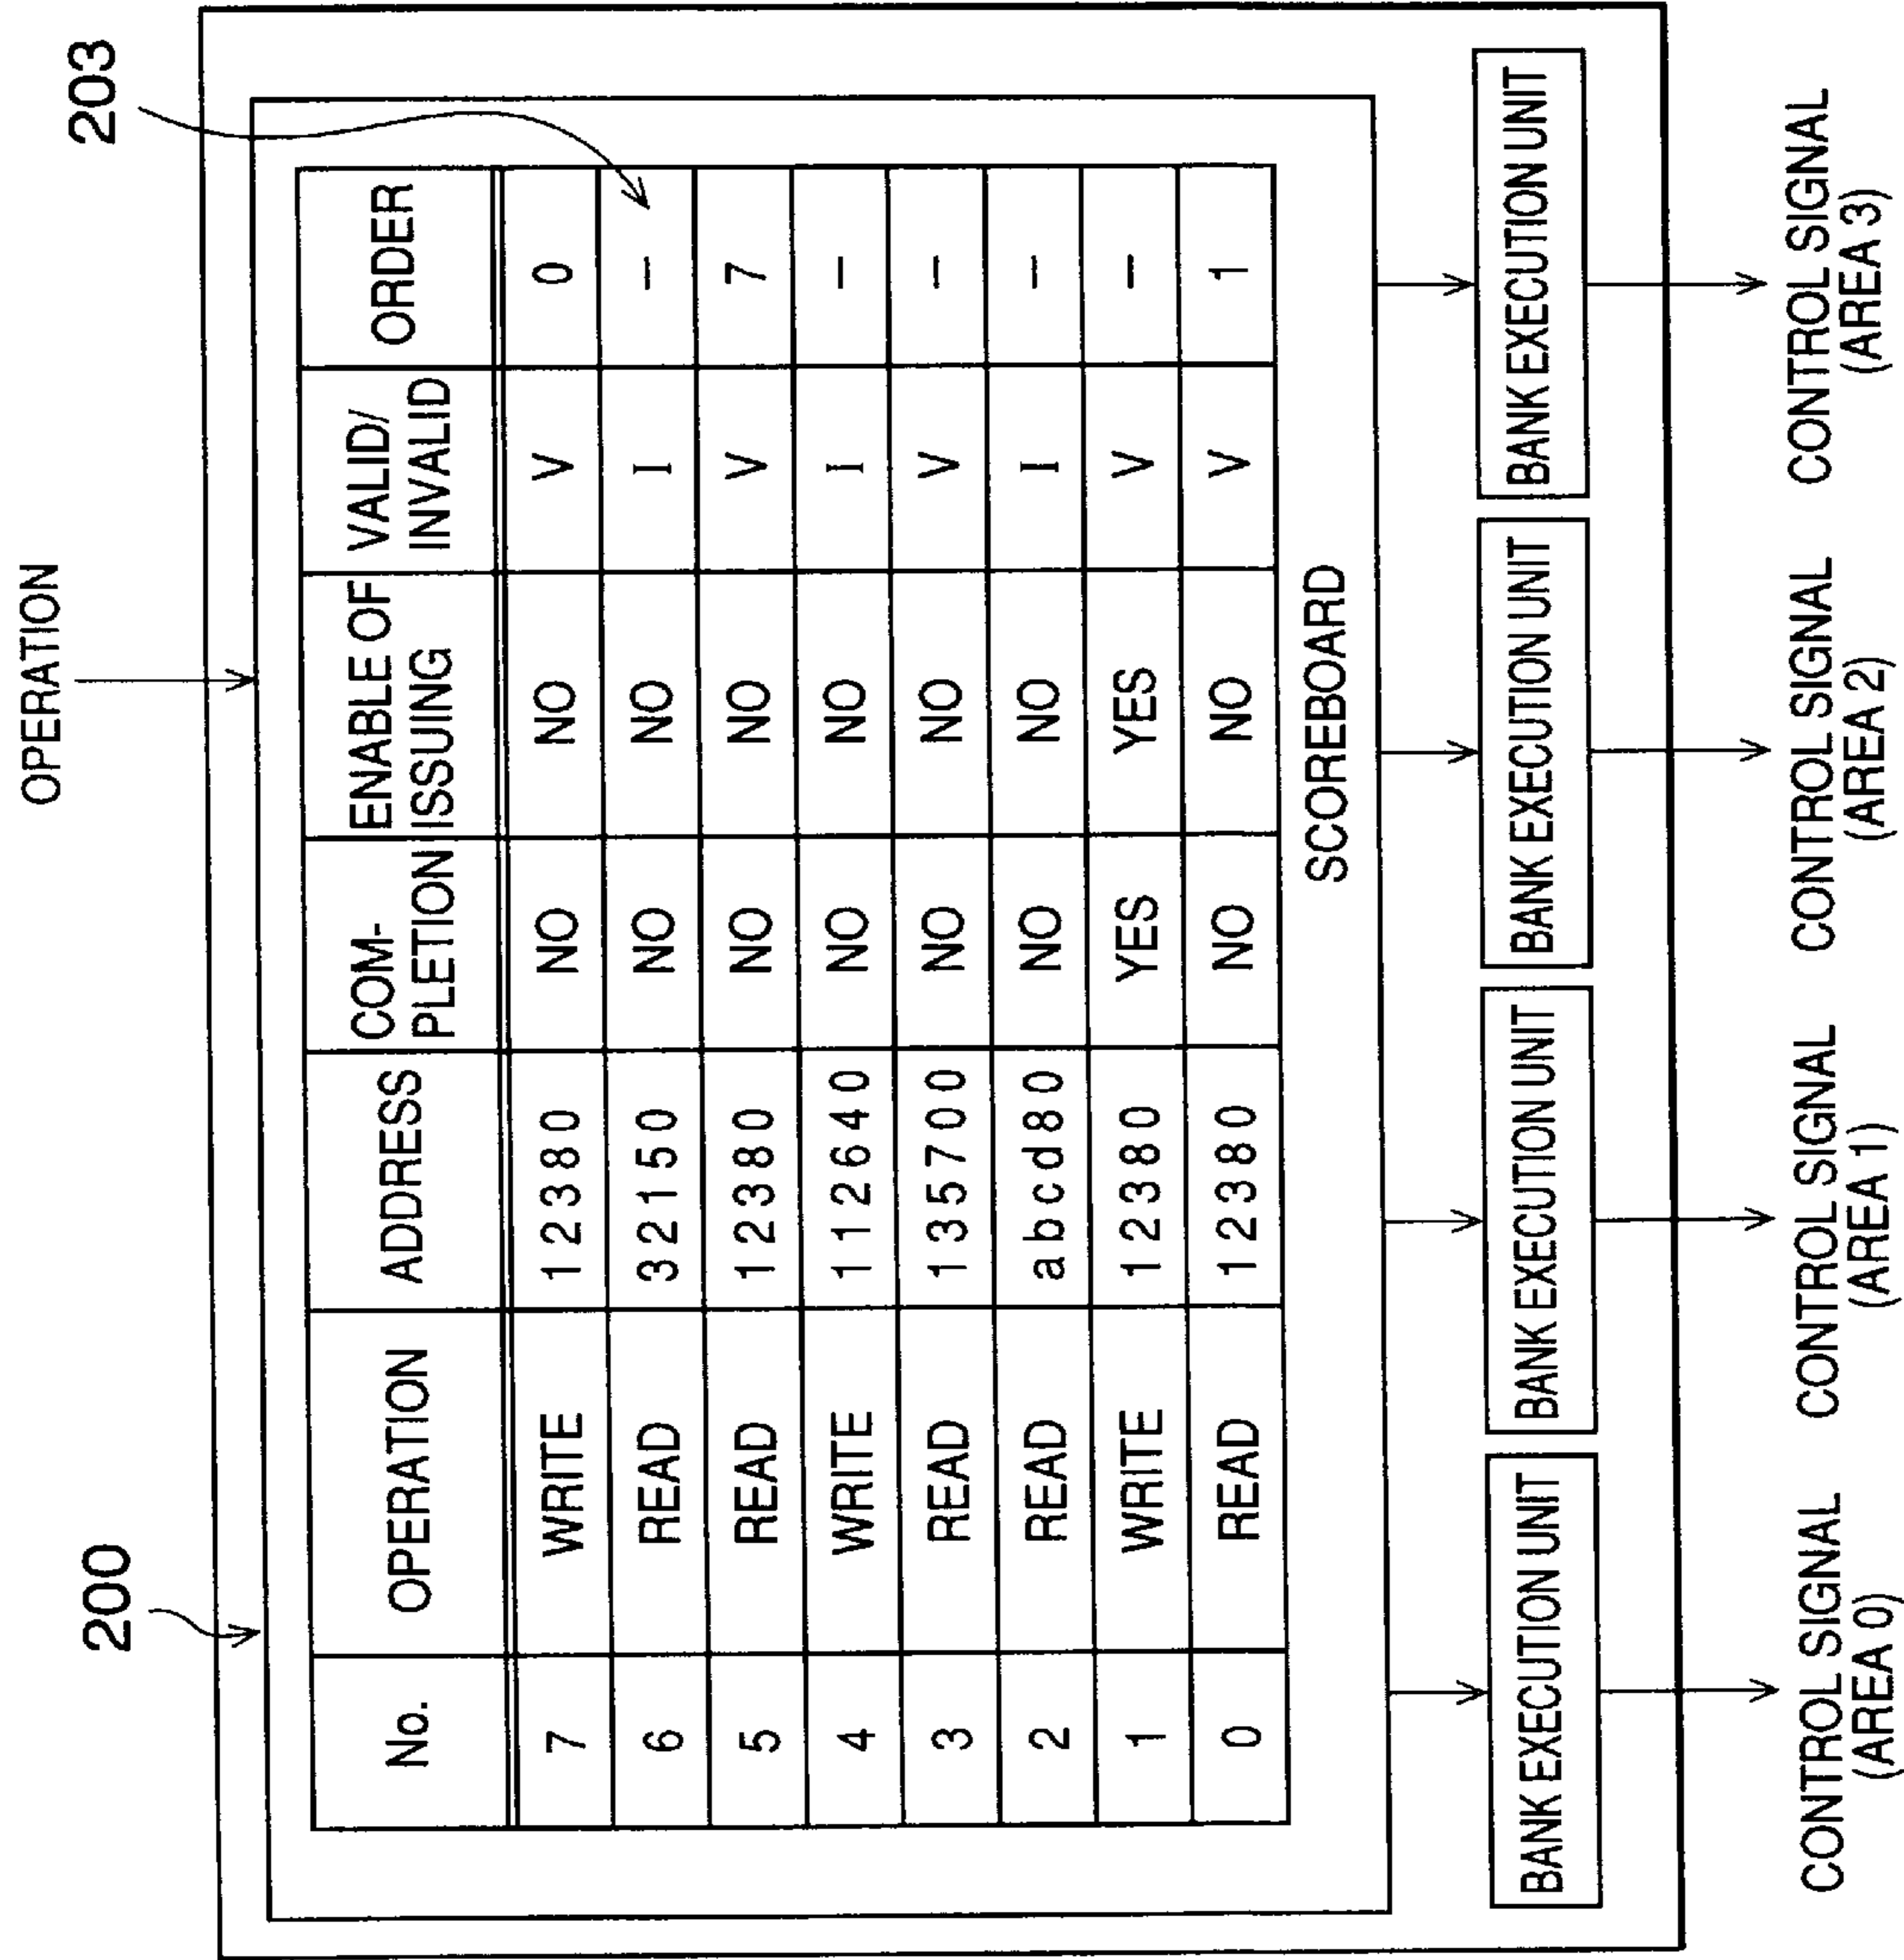 OPERATION
200
203
No. OPERATION ADDRESS COM-PLETION ENABLE OF ISSUING VALID/INVALID ORDER
7 WRITE 12380 NO NO V 0
6 READ 32150 NO NO I –
5 READ 12380 NO NO V 7
4 WRITE 112640 NO NO I –
3 READ 135700 NO NO V –
2 READ abcd80 NO NO I –
1 WRITE 12380 YES YES V –
0 READ 12380 NO NO V 1
SCOREBOARD
BANK EXECUTION UNIT
BANK EXECUTION UNIT
BANK EXECUTION UNIT
BANK EXECUTION UNIT
CONTROL SIGNAL
(AREA 0)
CONTROL SIGNAL
(AREA 1)
CONTROL SIGNAL
(AREA 2)
CONTROL SIGNAL
(AREA 3)